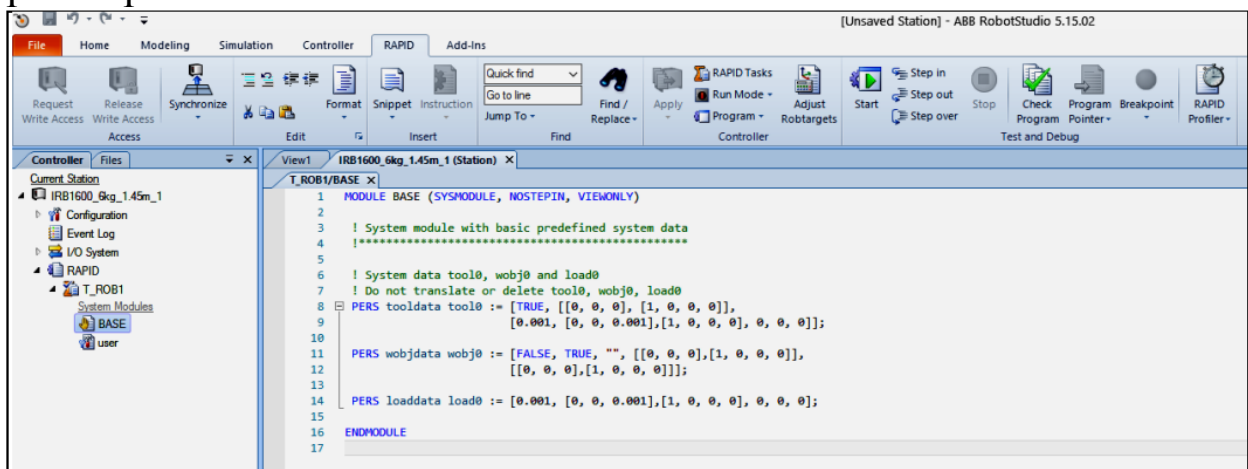 [Unsaved Station] - ABB RobotStudio 5.15.02
File Home Modeling Simulation Controller RAPID Add-Ins
Request Write Access
Release Write Access
Synchronize
Access
Format
Edit
Snippet
Instruction
Insert
Quick find
Go to line
Jump To
Find / Replace
Find
Apply
RAPID Tasks
Run Mode
Program
Adjust Robtargets
Controller
Start
Step in
Step out
Step over
Stop
Check Program
Program Pointer
Breakpoint
Test and Debug
RAPID Profiler
Controller Files
Current Station
IRB1600_6kg_1.45m_1
Configuration
Event Log
I/O System
RAPID
T_ROB1
System Modules
BASE
user
View1 IRB1600_6kg_1.45m_1 (Station) X
T_ROB1/BASE X
1 MODULE BASE (SYSMODULE, NOSTEPIN, VIEWONLY)
2
3 ! System module with basic predefined system data
4 !************************************************
5
6 ! System data tool0, wobj0 and load0
7 ! Do not translate or delete tool0, wobj0, load0
8 PERS tooldata tool0 := [TRUE, [[0, 0, 0], [1, 0, 0, 0]],
9 [0.001, [0, 0, 0.001],[1, 0, 0, 0], 0, 0, 0]];
10
11 PERS wobjdata wobj0 := [FALSE, TRUE, "", [[0, 0, 0],[1, 0, 0, 0]],
12 [[0, 0, 0],[1, 0, 0, 0]]];
13
14 PERS loaddata load0 := [0.001, [0, 0, 0.001],[1, 0, 0, 0], 0, 0, 0];
15
16 ENDMODULE
17